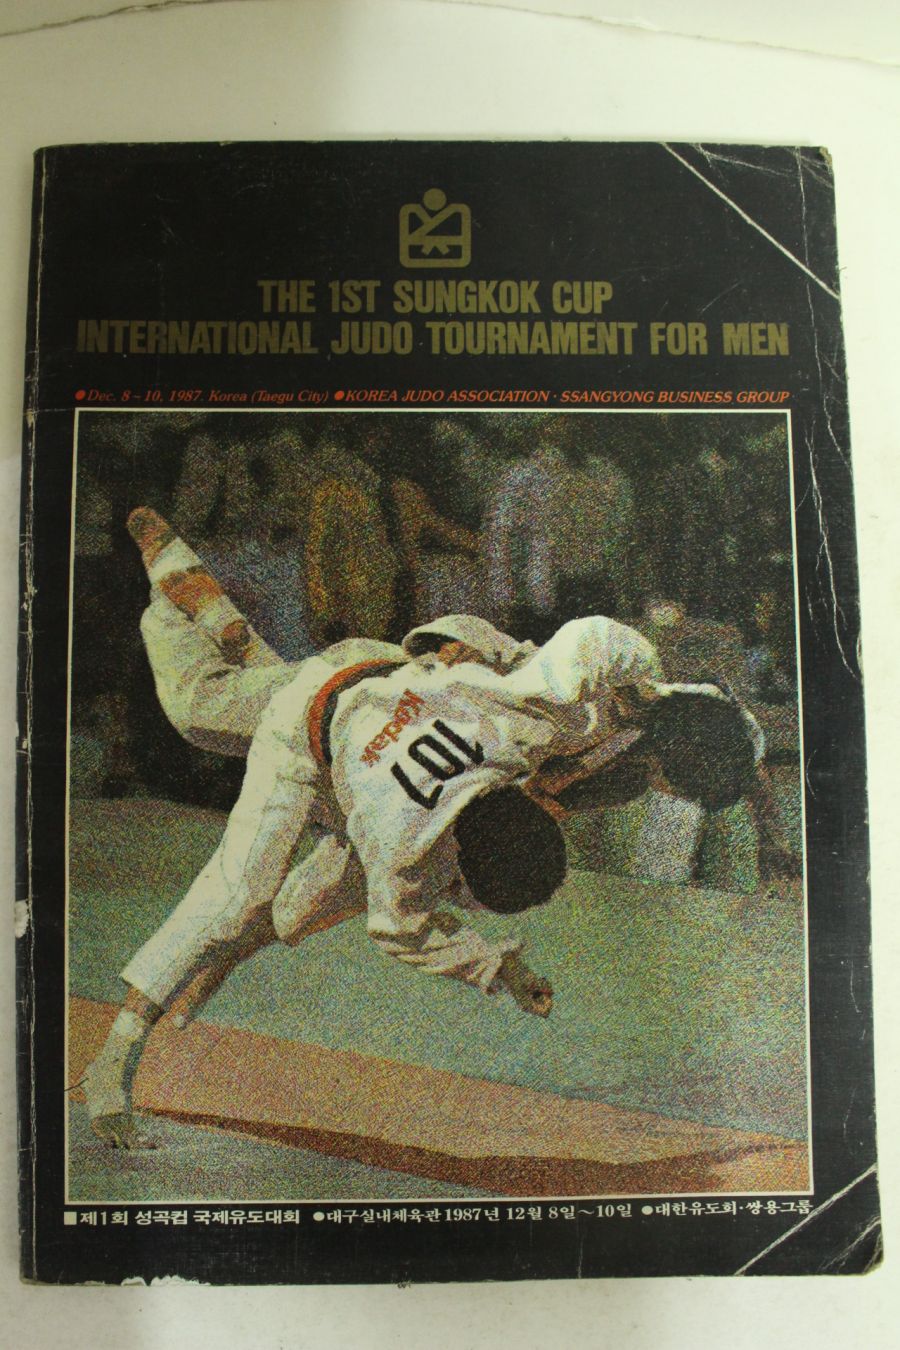 THE 1ST SUNGKOK CUP
INTERNATIONAL JUDO TOURNAMENT FOR MEN
●Dec. 8~10, 1987. Korea (Taegu City) ●KOREA JUDO ASSOCIATION · SSANGYONG BUSINESS GROUP
Kodak
107
■제1회 성곡컵 국제유도대회 ●대구실내체육관 1987년 12월 8일~10일 ●대한유도회·쌍용그룹